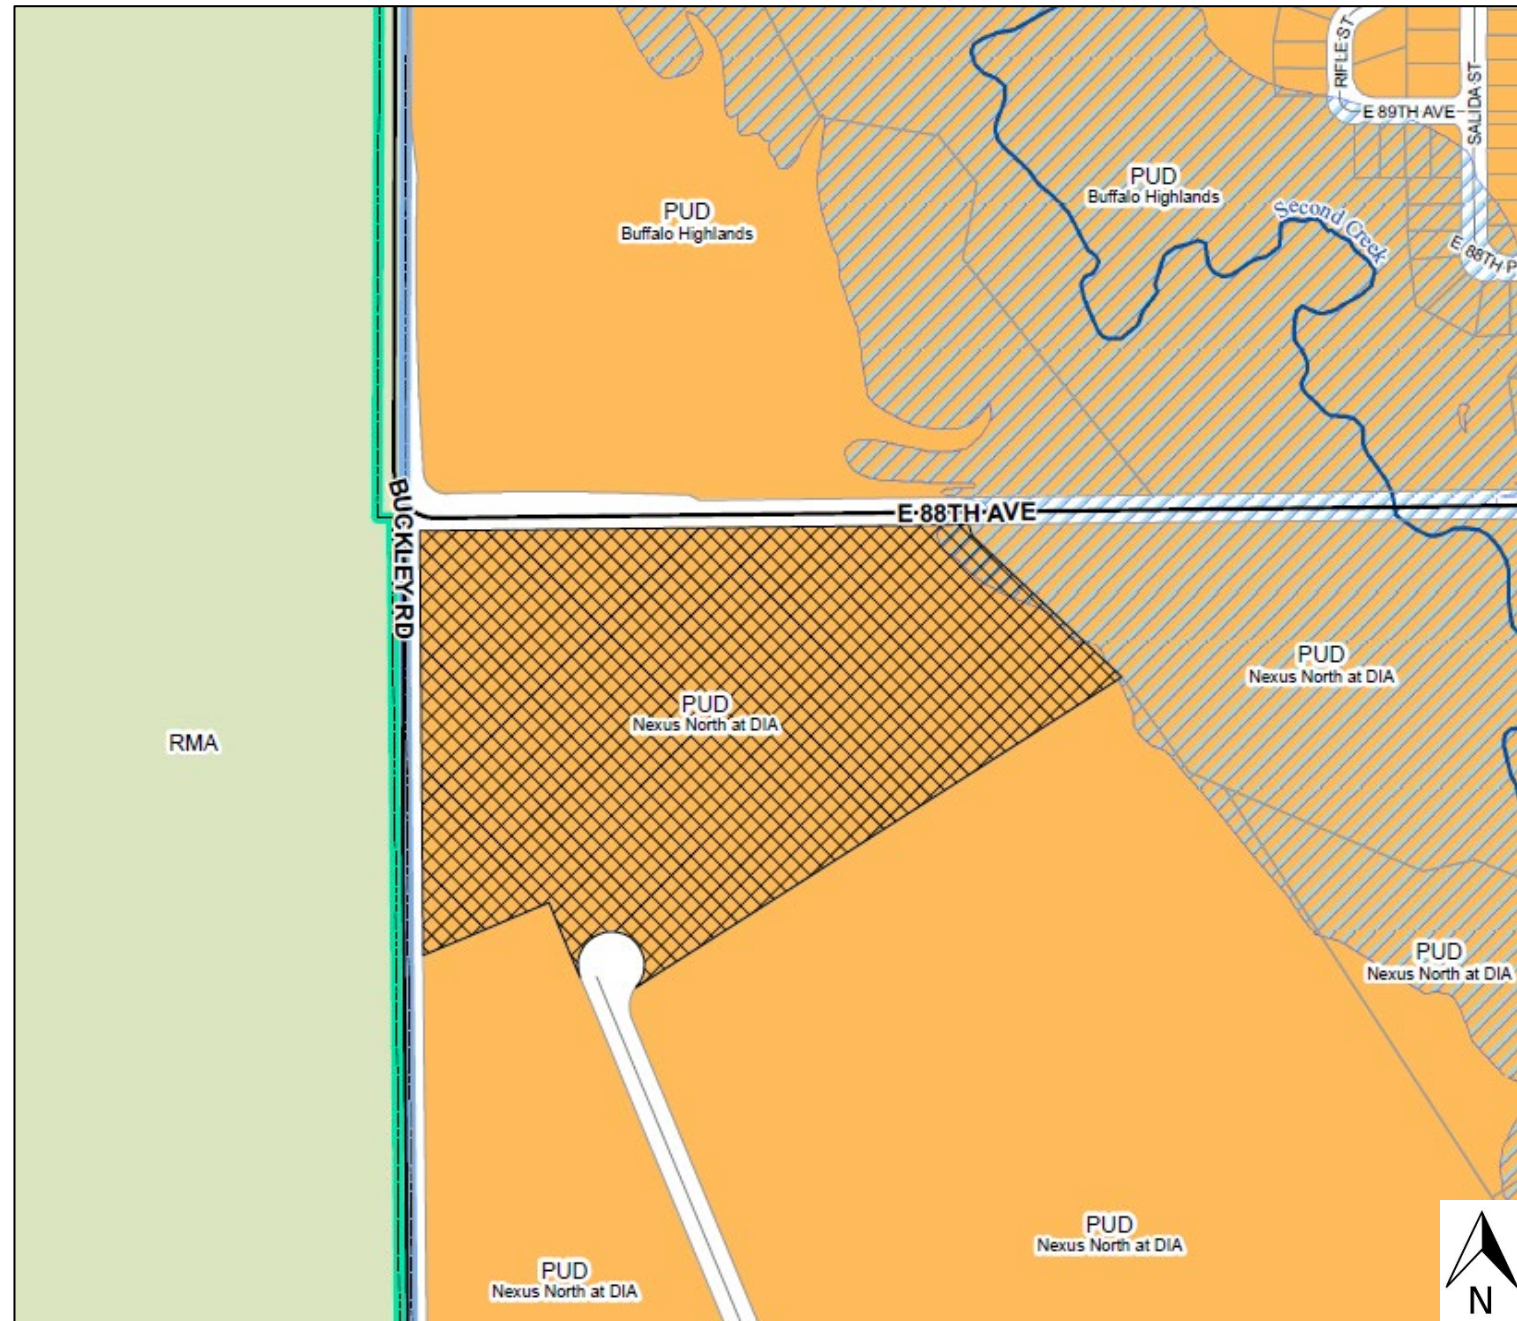 RIFLE ST
SALIDA ST
E 89TH AVE
PUD
Buffalo Highlands
PUD
Buffalo Highlands
Second Creek
E 88TH P
BUCKLEY RD
E 88TH AVE
PUD
Nexus North at DIA
PUD
Nexus North at DIA
RMA
PUD
Nexus North at DIA
PUD
Nexus North at DIA
PUD
Nexus North at DIA
N